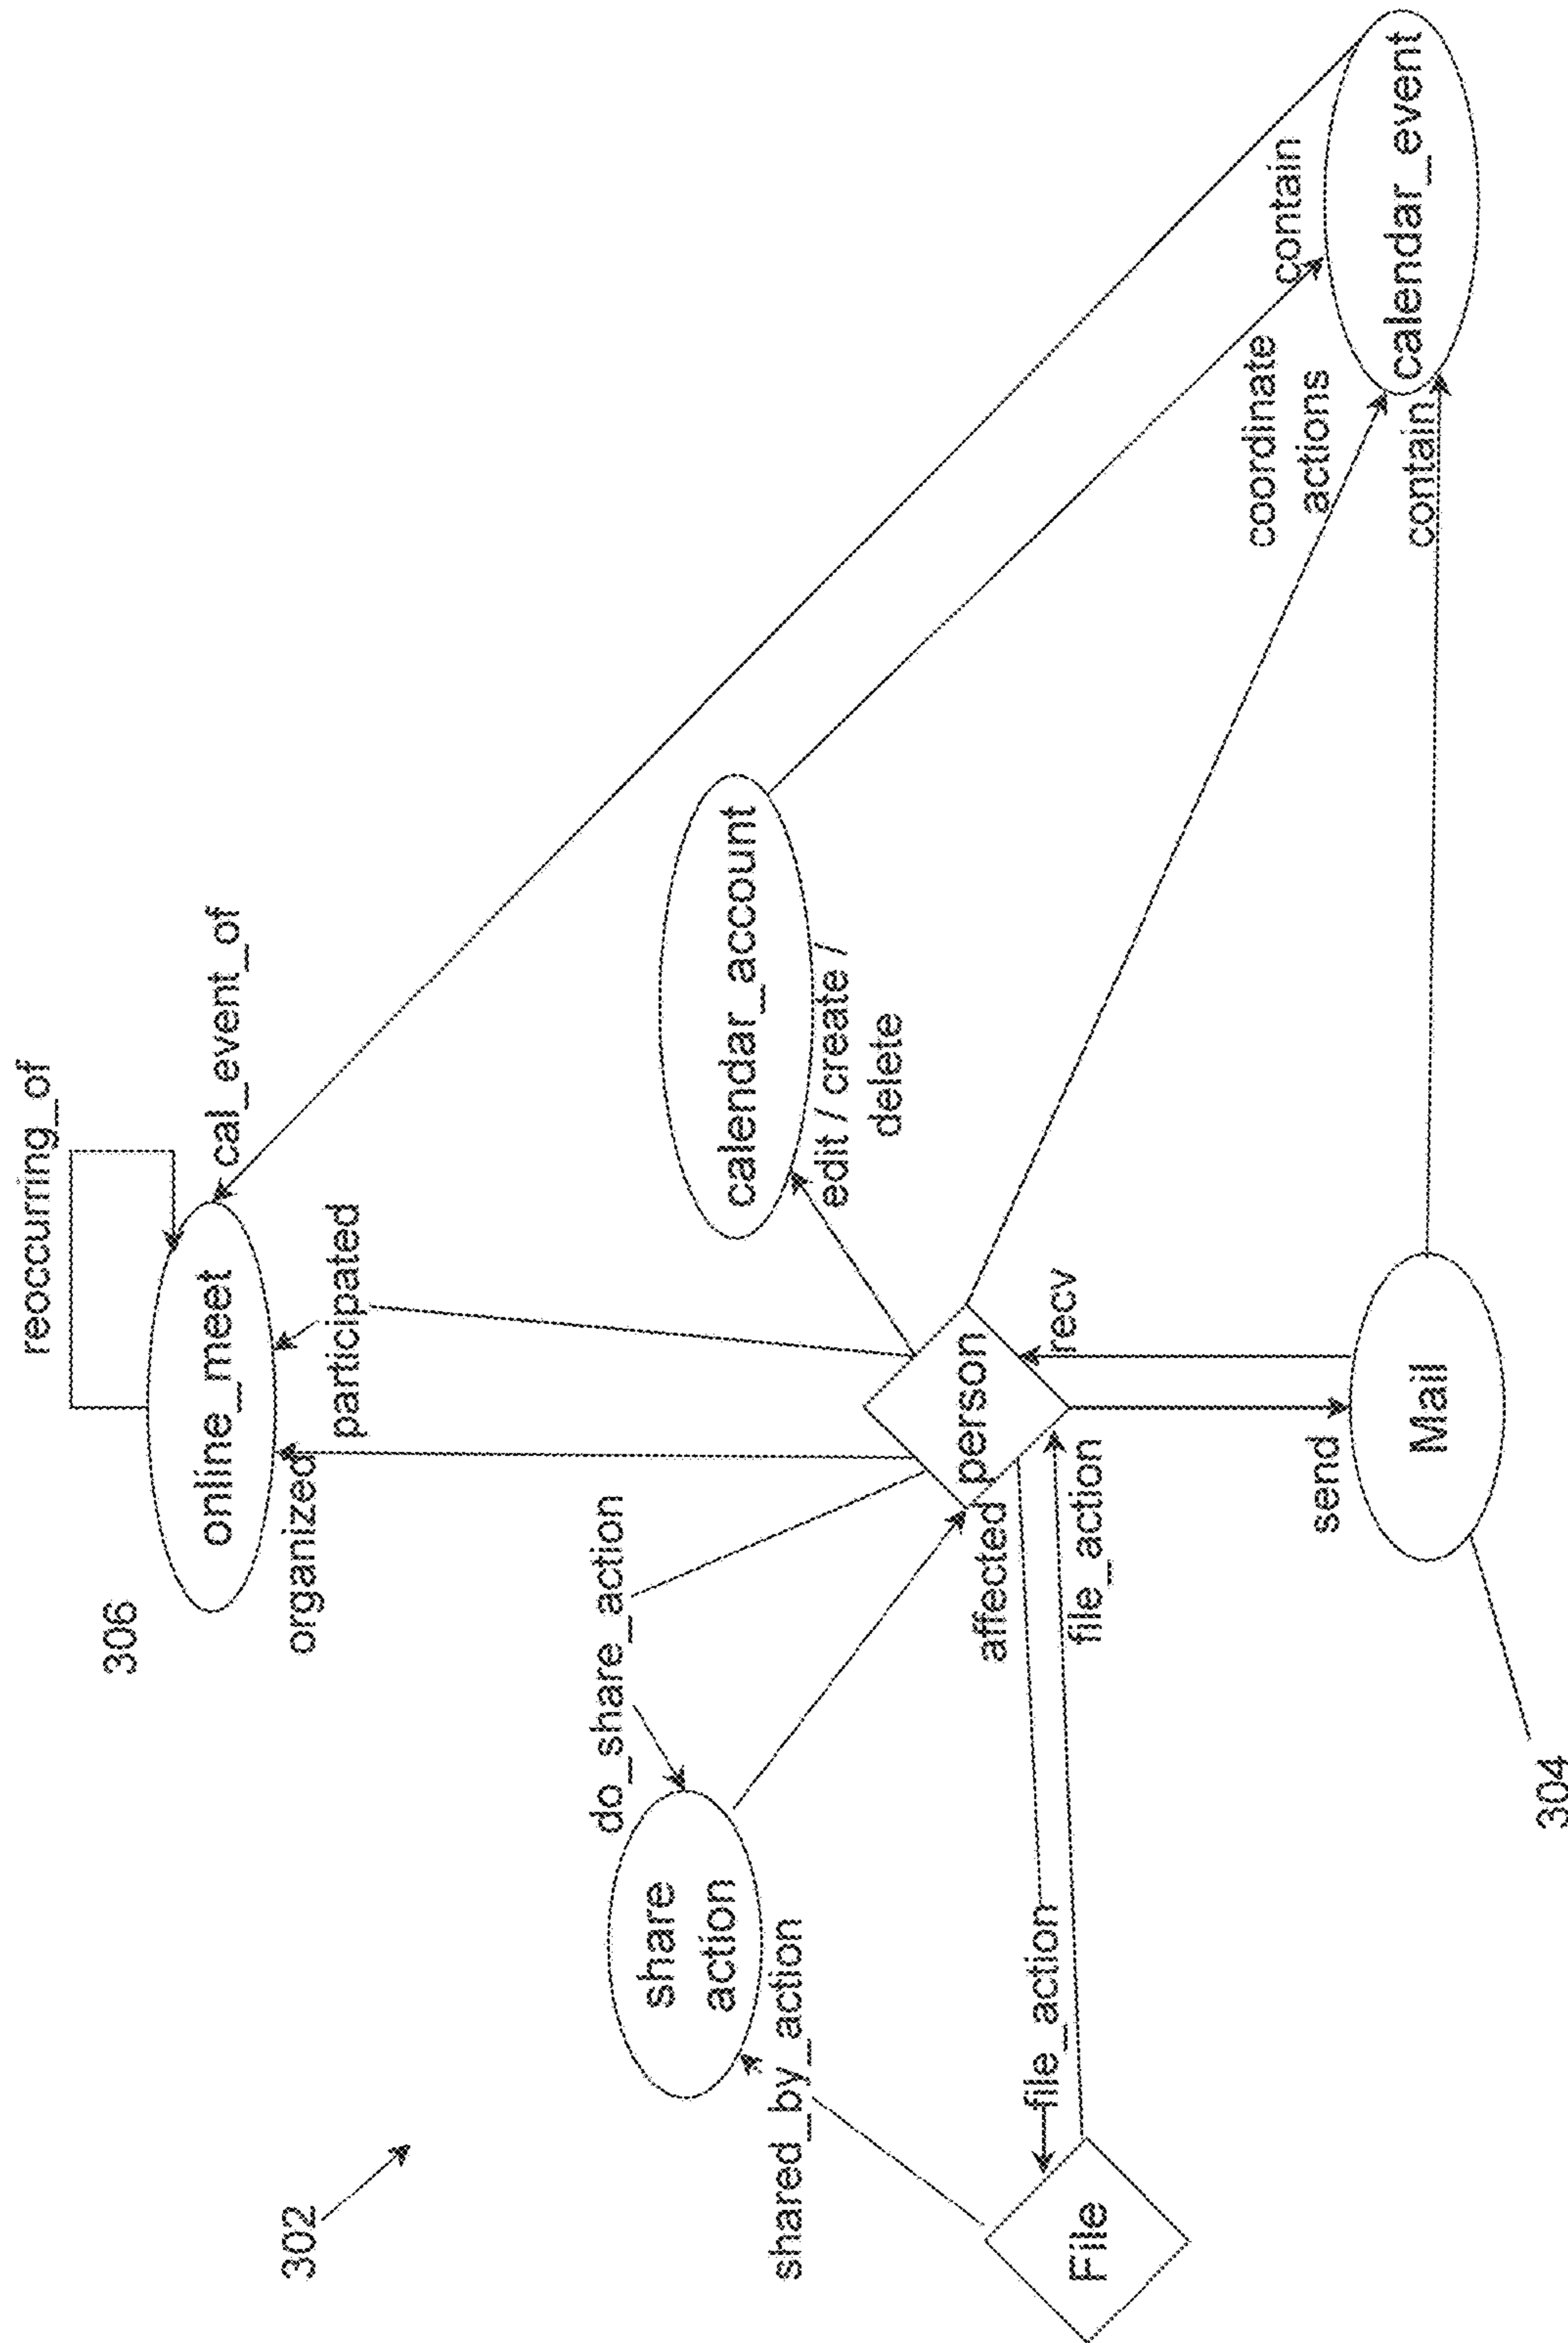 302
306
reoccurring_of
online_meet
cal_event_of
organized
participated
do_share_action
share
action
calendar_account
edit / create /
delete
shared_by_action
affected
person
file_action
file_action
recv
File
send
Mail
304
coordinate
actions
contain
contain
calendar_event